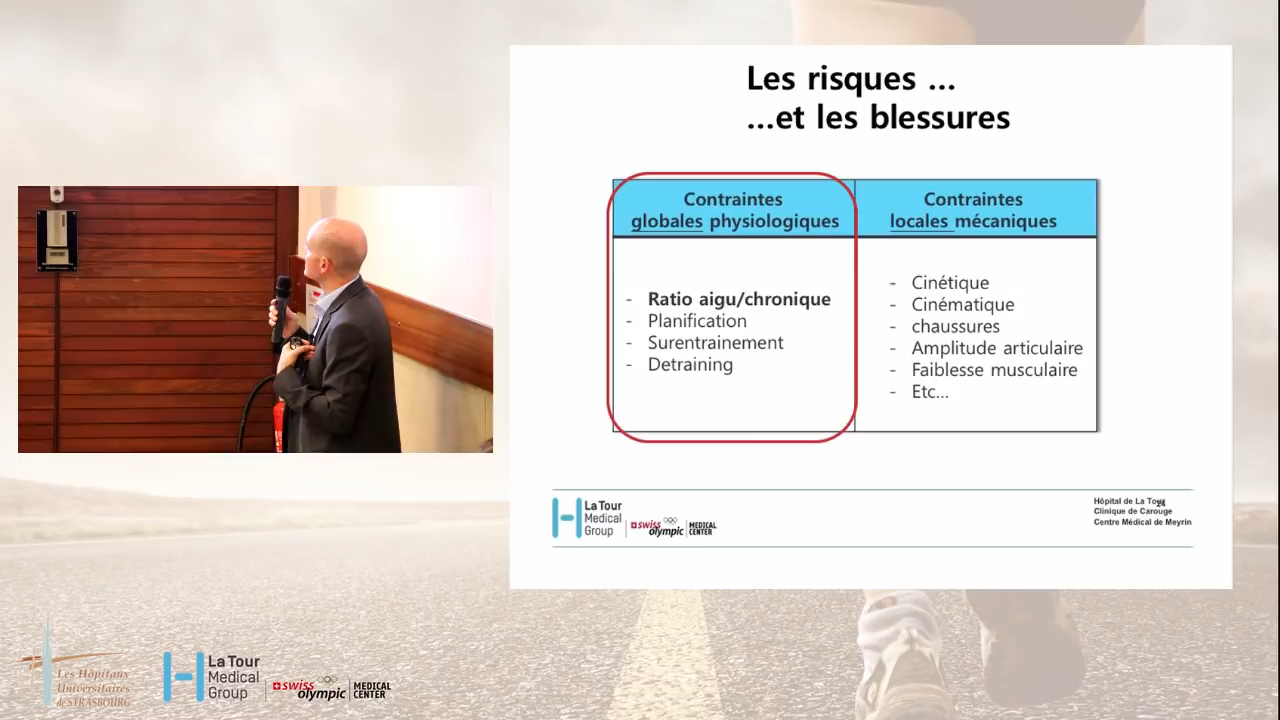 Les risques ...
...et les blessures
Contraintes
globales physiologiques
Contraintes
locales mécaniques
- Ratio aigu/chronique
- Planification
- Surentrainement
- Detraining
- Cinétique
- Cinématique
- chaussures
- Amplitude articulaire
- Faiblesse musculaire
- Etc...
La Tour
Medical
Group
swiss
olympic
MEDICAL
CENTER
Hôpital de La Tour
24
Clinique de Carouge
Centre Médical de Meyrin
Les Hôpitaux
Universitaires
de STRASBOURG
La Tour
Medical
Group
swiss
olympic
MEDICAL
CENTER